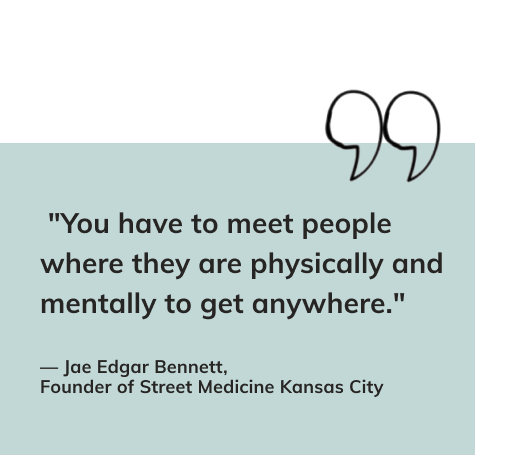 "You have to meet people
where they are physically and
mentally to get anywhere."
— Jae Edgar Bennett,
Founder of Street Medicine Kansas City